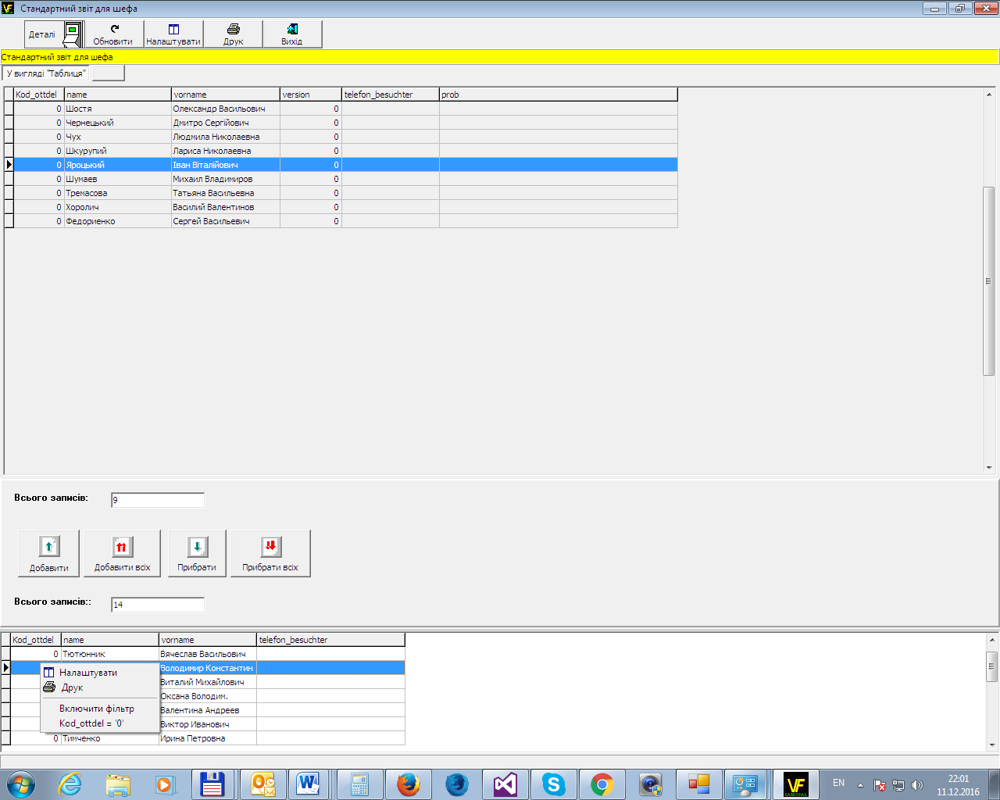 VF Стандартний звіт для шефа
Деталі
Обновити
Налаштувати
Друк
Вихід
Стандартний звіт для шефа
У вигляді "Таблиця"
Kod_ottdel name vorname version telefon_besuchter prob
0 Шостя Олександр Васильович 0
0 Чернецький Дмитро Сергійович 0
0 Чух Людмила Николаевна 0
0 Шкурупий Лариса Николаевна 0
0 Яроцький Іван Віталійович 0
0 Шумаев Михаил Владимиров 0
0 Тремасова Татьяна Васильевна 0
0 Хоролич Василий Валентинов 0
0 Федориенко Сергей Васильевич 0
Всього записів: 9
Добавити
Добавити всіх
Прибрати
Прибрати всіх
Всього записів:: 14
Kod_ottdel name vorname telefon_besuchter
0 Тютюнник Вячеслав Васильович
Володимир Константин
Виталий Михайлович
Оксана Володим.
Валентина Андреев
Виктор Иванович
0 Тимченко Ирина Петровна
Налаштувати
Друк
Включити фільтр
Kod_ottdel = '0'
EN
22:01
11.12.2016
VF